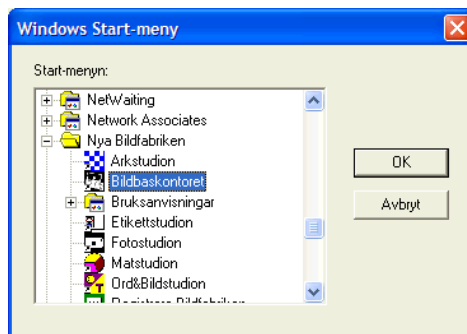 Windows Start-meny
Start-menyn:
NetWaiting
Network Associates
Nya Bildfabriken
Arkstudion
Bildbaskontoret
Bruksanvisningar
Etikettstudion
Fotostudion
Matstudion
Ord&Bildstudion
OK
Avbryt